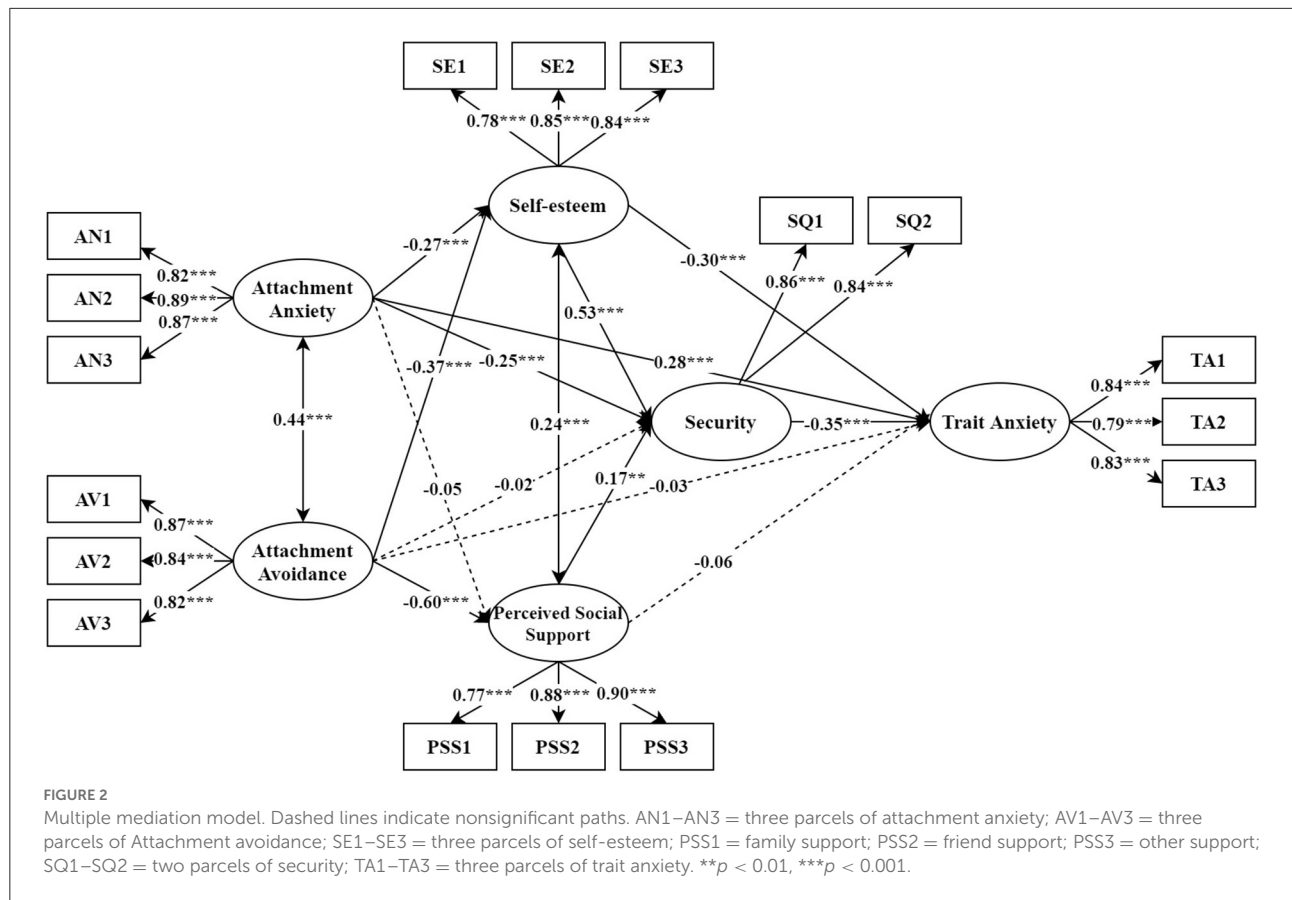 SE1 SE2 SE3
0.78*** 0.85*** 0.84***
Self-esteem
SQ1 SQ2
AN1
AN2
AN3
0.82***
0.89***
0.87***
Attachment
Anxiety
-0.27***
-0.30***
0.86*** 0.84***
0.53***
-0.37*** -0.25*** 0.28***
0.44***
0.24***
Security
-0.35***
Trait Anxiety
0.84***
0.79***
0.83***
TA1
TA2
TA3
0.17**
-0.05 -0.02 -0.03
-0.06
AV1
AV2
AV3
0.87***
0.84***
0.82***
Attachment
Avoidance
-0.60***
Perceived Social
Support
0.77*** 0.88*** 0.90***
PSS1 PSS2 PSS3
FIGURE 2
Multiple mediation model. Dashed lines indicate nonsignificant paths. AN1–AN3 = three parcels of attachment anxiety; AV1–AV3 = three
parcels of Attachment avoidance; SE1–SE3 = three parcels of self-esteem; PSS1 = family support; PSS2 = friend support; PSS3 = other support;
SQ1–SQ2 = two parcels of security; TA1–TA3 = three parcels of trait anxiety. **p < 0.01, ***p < 0.001.